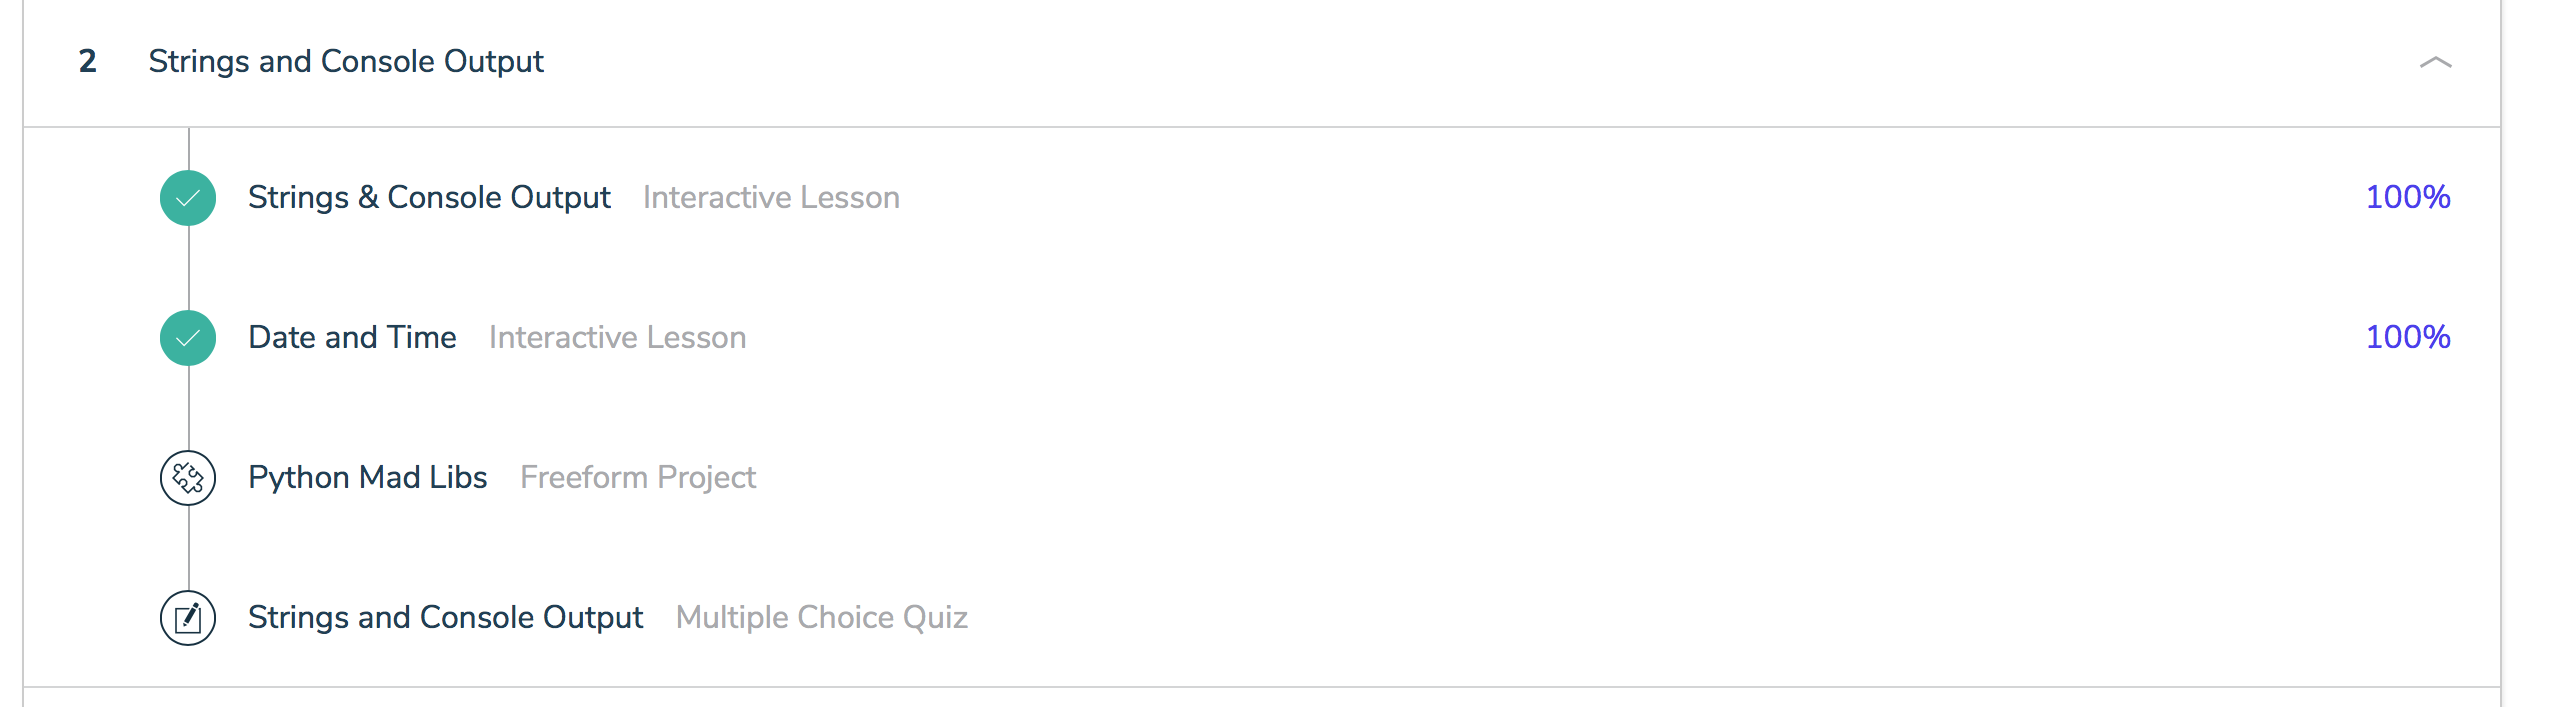 2 Strings and Console Output
Strings & Console Output Interactive Lesson 100%
Date and Time Interactive Lesson 100%
Python Mad Libs Freeform Project
Strings and Console Output Multiple Choice Quiz